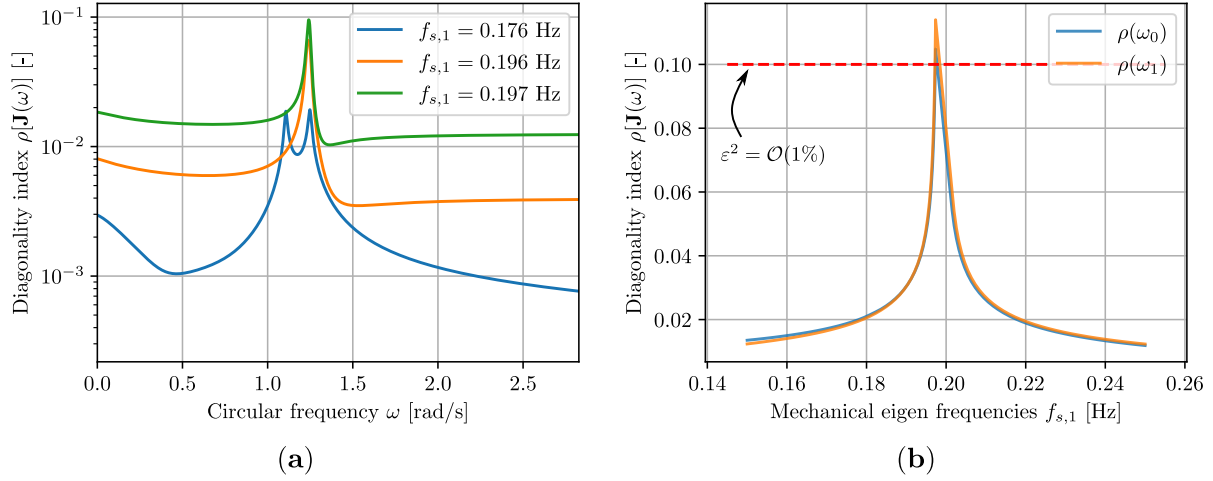 Diagonality index ρ[J(ω)] [-]
10⁻¹
10⁻²
10⁻³
f_{s,1} = 0.176 Hz
f_{s,1} = 0.196 Hz
f_{s,1} = 0.197 Hz
0.0 0.5 1.0 1.5 2.0 2.5
Circular frequency ω [rad/s]
(a)
Diagonality index ρ[J(ω)] [-]
0.10
0.08
0.06
0.04
0.02
ρ(ω₀)
ρ(ω₁)
ε² = 𝒪(1%)
0.14 0.16 0.18 0.20 0.22 0.24 0.26
Mechanical eigen frequencies f_{s,1} [Hz]
(b)